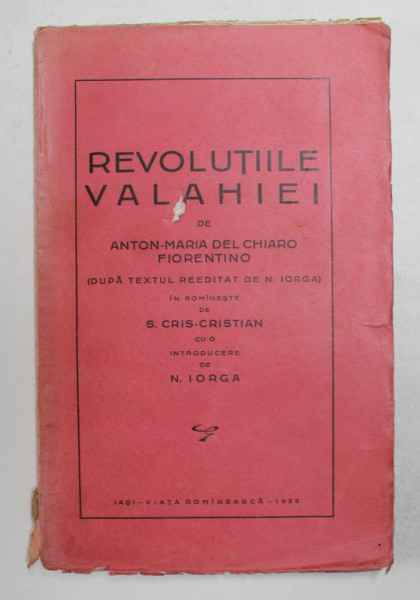 REVOLUȚIILE
VALAHIEI
DE
ANTON-MARIA DEL CHIARO
FIORENTINO
(DUPĂ TEXTUL REEDITAT DE N. IORGA)
ÎN ROMÎNEȘTE
DE
S. CRIS-CRISTIAN
CU O
INTRODUCERE
DE
N. IORGA
IAȘI – VIAȚA ROMÎNEASCĂ – 1929